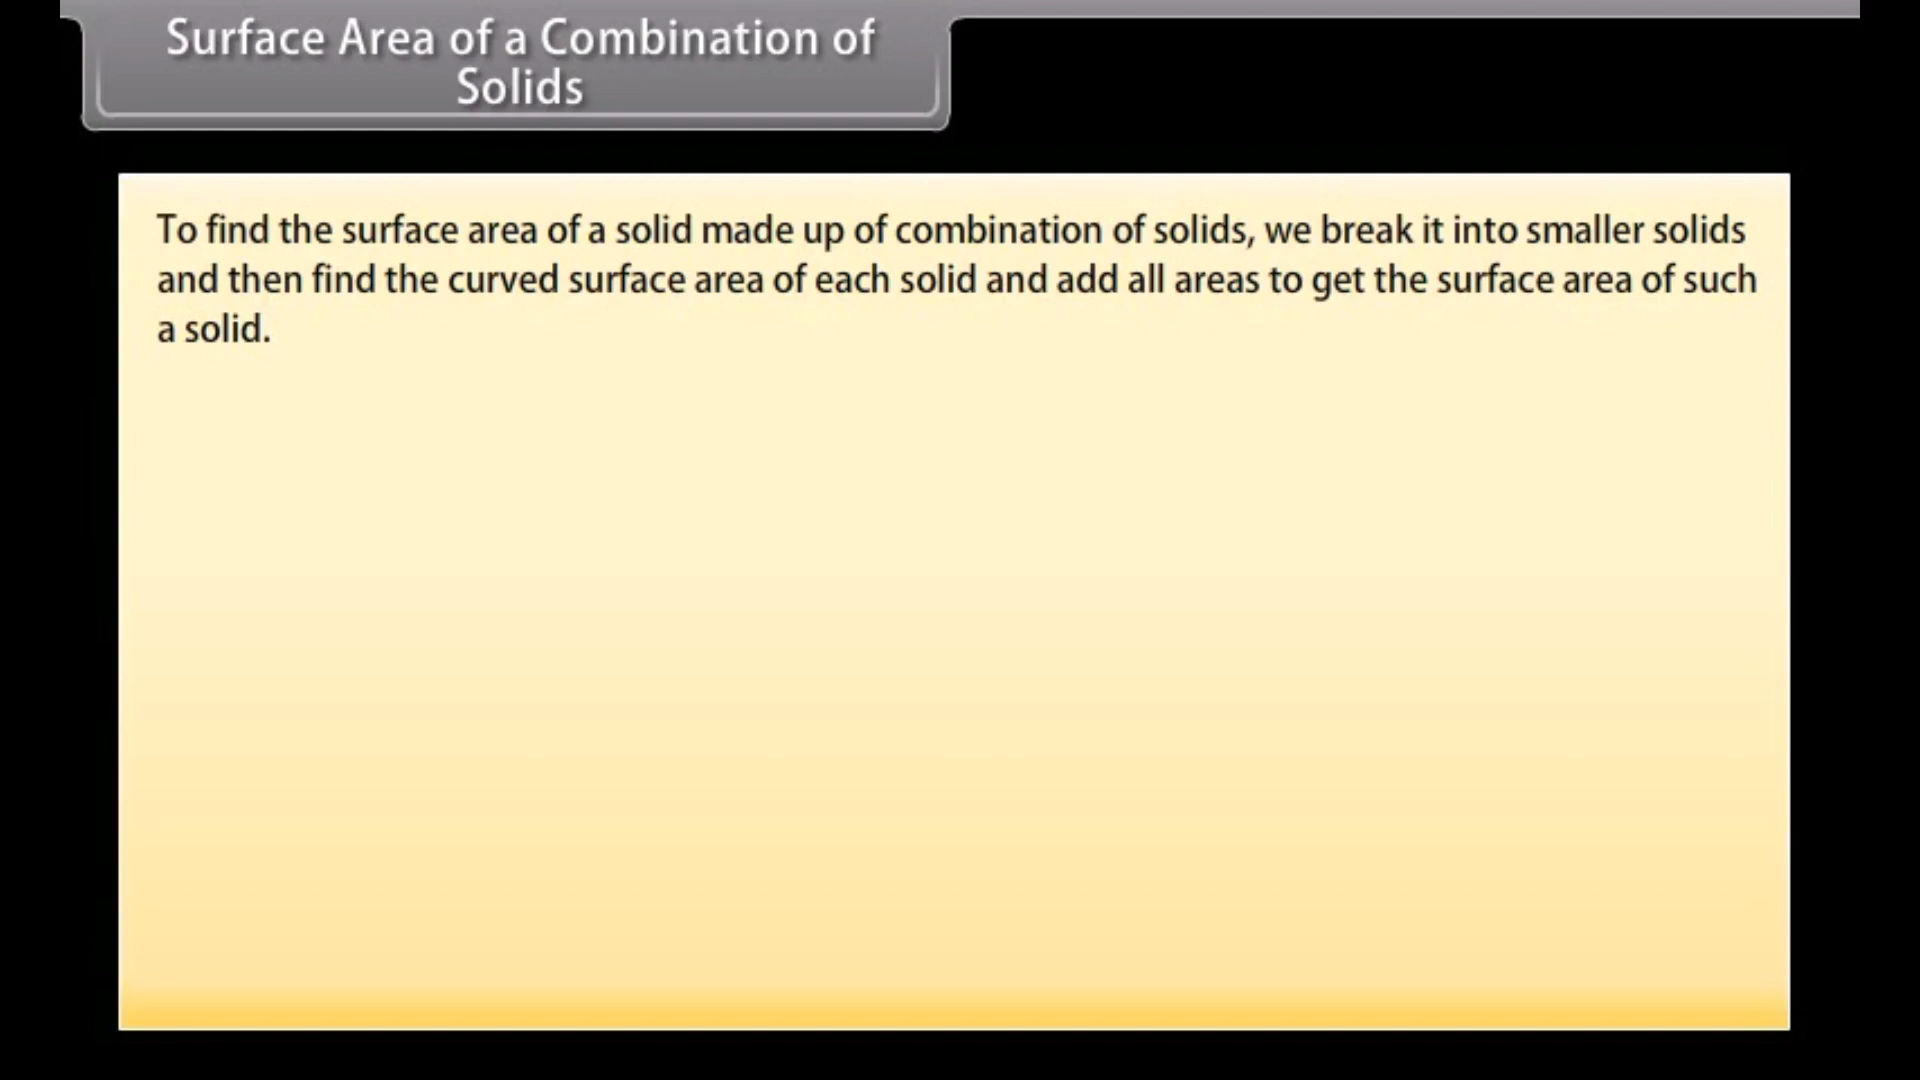 Surface Area of a Combination of
Solids
To find the surface area of a solid made up of combination of solids, we break it into smaller solids
and then find the curved surface area of each solid and add all areas to get the surface area of such
a solid.